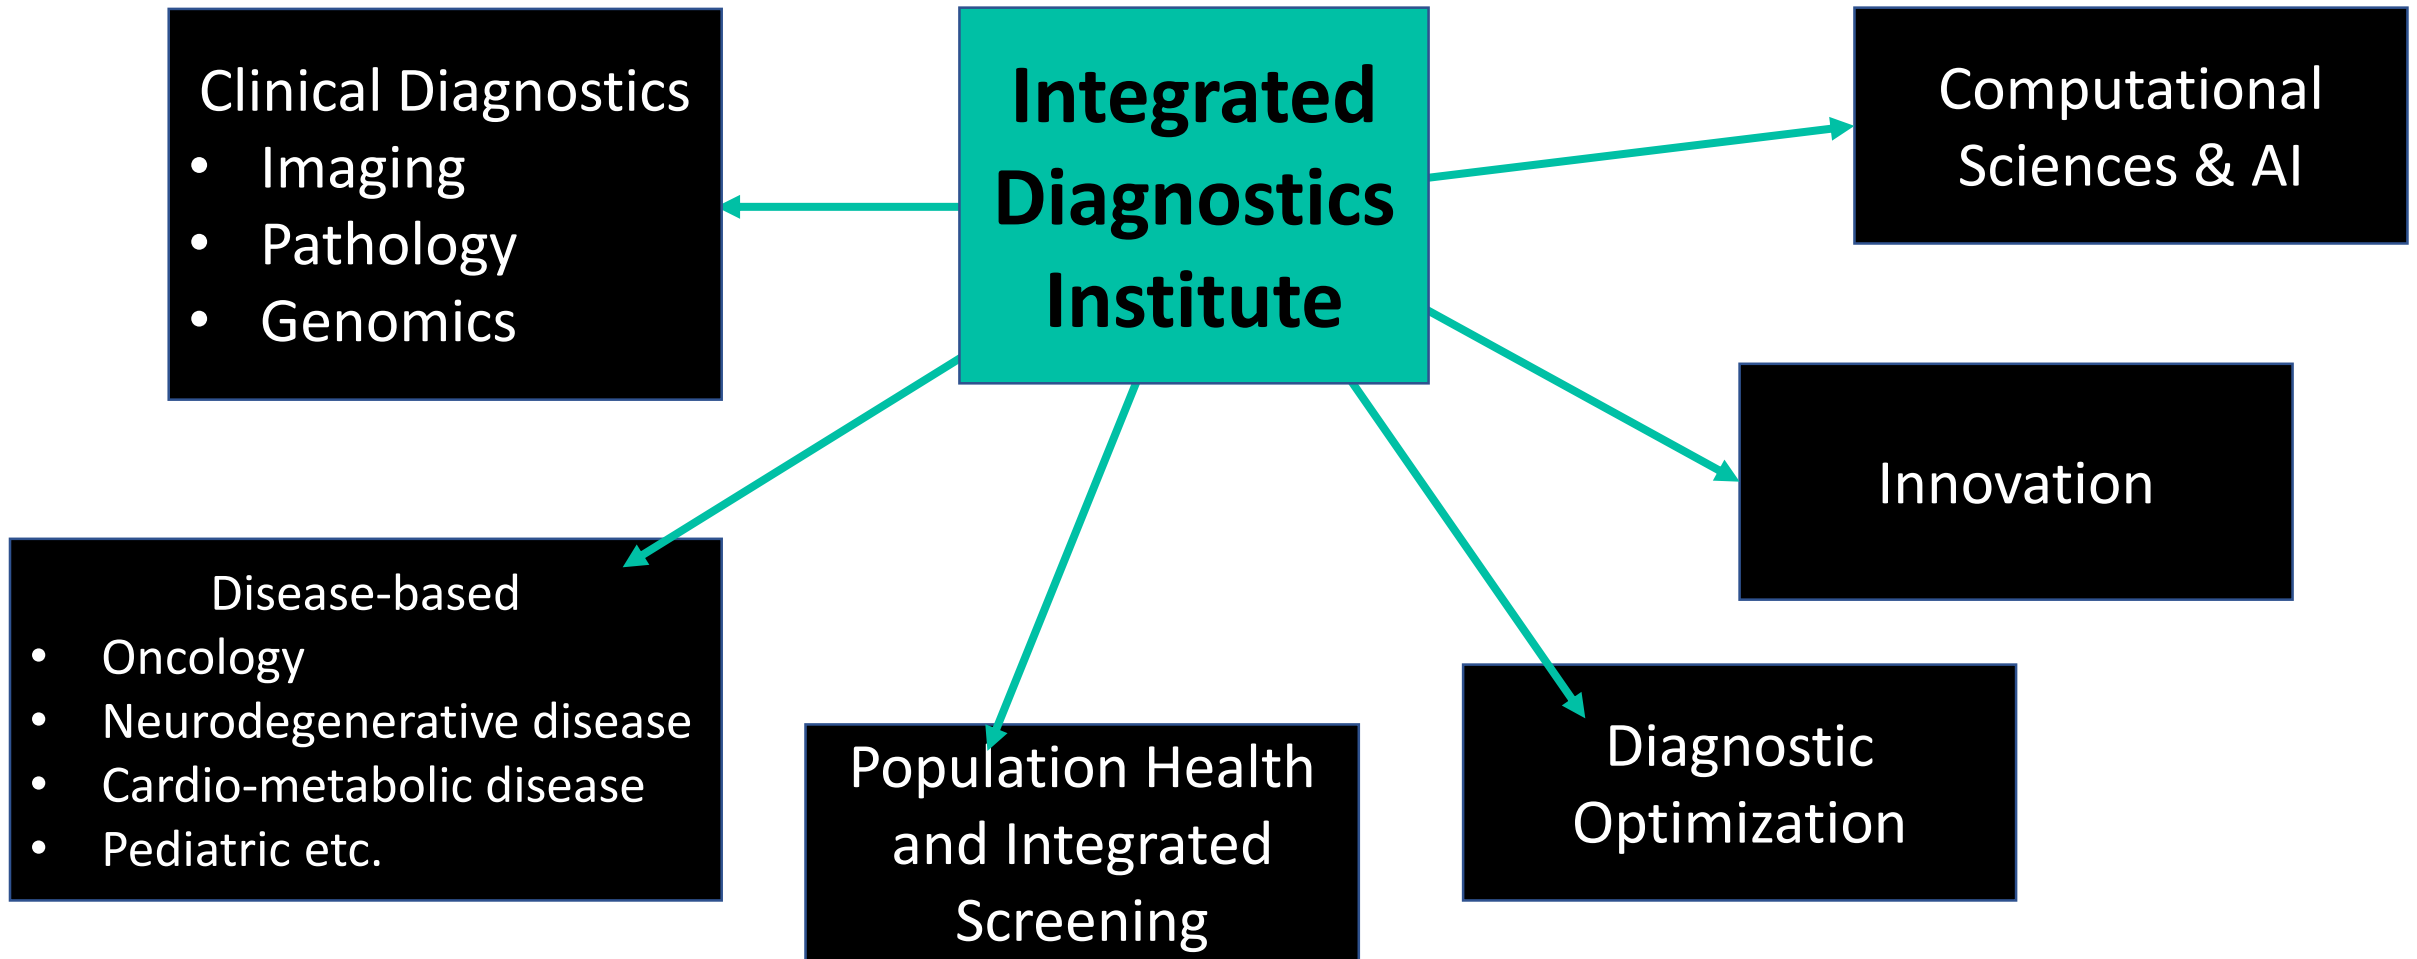 Clinical Diagnostics
• Imaging
• Pathology
• Genomics
Integrated
Diagnostics
Institute
Computational
Sciences & AI
Innovation
Disease-based
• Oncology
• Neurodegenerative disease
• Cardio-metabolic disease
• Pediatric etc.
Population Health
and Integrated
Screening
Diagnostic
Optimization